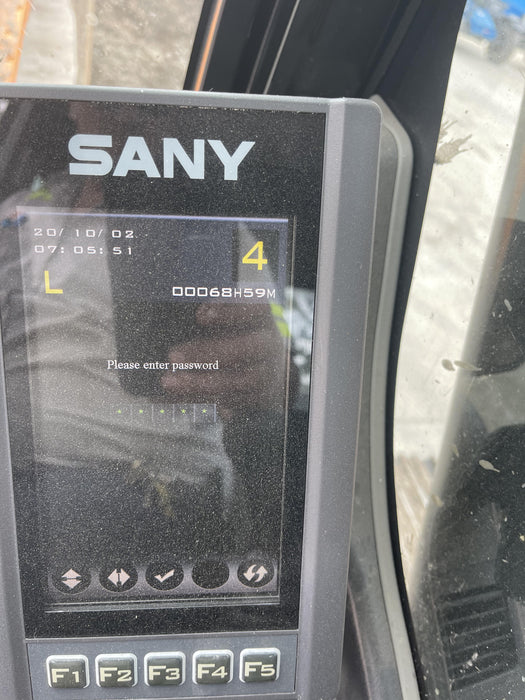 SANY
20/10/02
07:05:51
4
L
00068H59M
Please enter password
* * * * *
F1 F2 F3 F4 F5